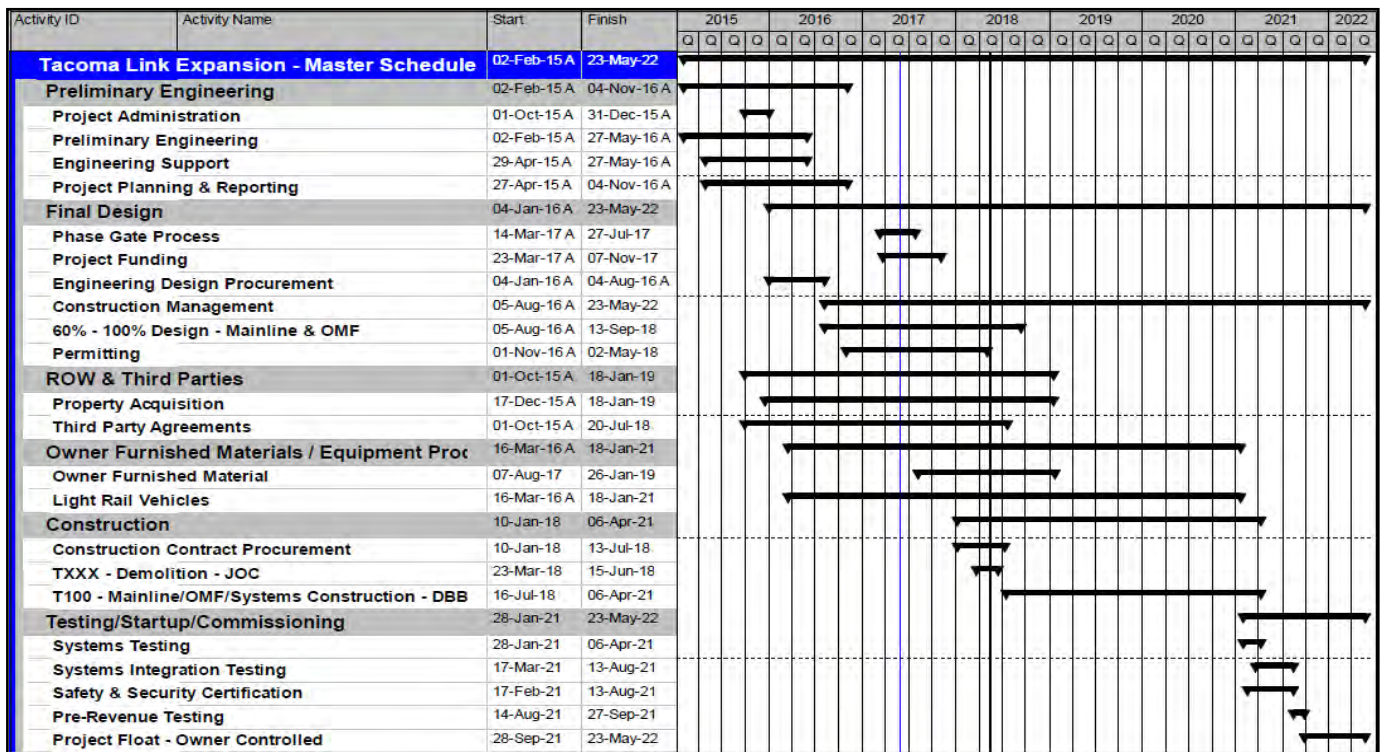 Activity ID Activity Name Start Finish 2015 2016 2017 2018 2019 2020 2021 2022
Q Q Q Q Q Q Q Q Q Q Q Q Q Q Q Q Q Q Q Q Q Q Q Q Q Q Q Q Q Q
Tacoma Link Expansion - Master Schedule 02-Feb-15 A 23-May-22
Preliminary Engineering 02-Feb-15 A 04-Nov-16 A
Project Administration 01-Oct-15 A 31-Dec-15 A
Preliminary Engineering 02-Feb-15 A 27-May-16 A
Engineering Support 29-Apr-15 A 27-May-16 A
Project Planning & Reporting 27-Apr-15 A 04-Nov-16 A
Final Design 04-Jan-16 A 23-May-22
Phase Gate Process 14-Mar-17 A 27-Jul-17
Project Funding 23-Mar-17 A 07-Nov-17
Engineering Design Procurement 04-Jan-16 A 04-Aug-16 A
Construction Management 05-Aug-16 A 23-May-22
60% - 100% Design - Mainline & OMF 05-Aug-16 A 13-Sep-18
Permitting 01-Nov-16 A 02-May-18
ROW & Third Parties 01-Oct-15 A 18-Jan-19
Property Acquisition 17-Dec-15 A 18-Jan-19
Third Party Agreements 01-Oct-15 A 20-Jul-18
Owner Furnished Materials / Equipment Proc 16-Mar-16 A 18-Jan-21
Owner Furnished Material 07-Aug-17 26-Jan-19
Light Rail Vehicles 16-Mar-16 A 18-Jan-21
Construction 10-Jan-18 06-Apr-21
Construction Contract Procurement 10-Jan-18 13-Jul-18
TXXX - Demolition - JOC 23-Mar-18 15-Jun-18
T100 - Mainline/OMF/Systems Construction - DBB 16-Jul-18 06-Apr-21
Testing/Startup/Commissioning 28-Jan-21 23-May-22
Systems Testing 28-Jan-21 06-Apr-21
Systems Integration Testing 17-Mar-21 13-Aug-21
Safety & Security Certification 17-Feb-21 13-Aug-21
Pre-Revenue Testing 14-Aug-21 27-Sep-21
Project Float - Owner Controlled 28-Sep-21 23-May-22